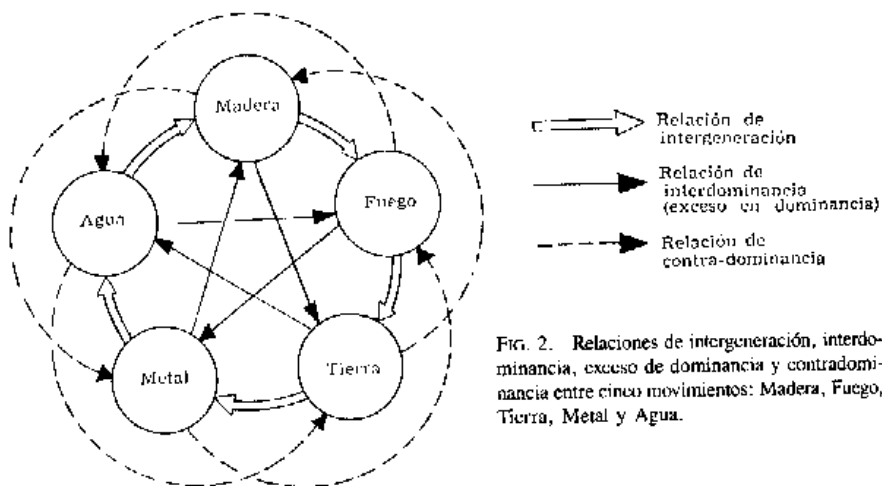 Madera
Fuego
Tierra
Metal
Agua
Relación de
intergeneración
Relación de
interdominancia
(exceso en dominancia)
Relación de
contra-dominancia
FIG. 2. Relaciones de intergeneración, interdo-
minancia, exceso de dominancia y contradomi-
nancia entre cinco movimientos: Madera, Fuego,
Tierra, Metal y Agua.